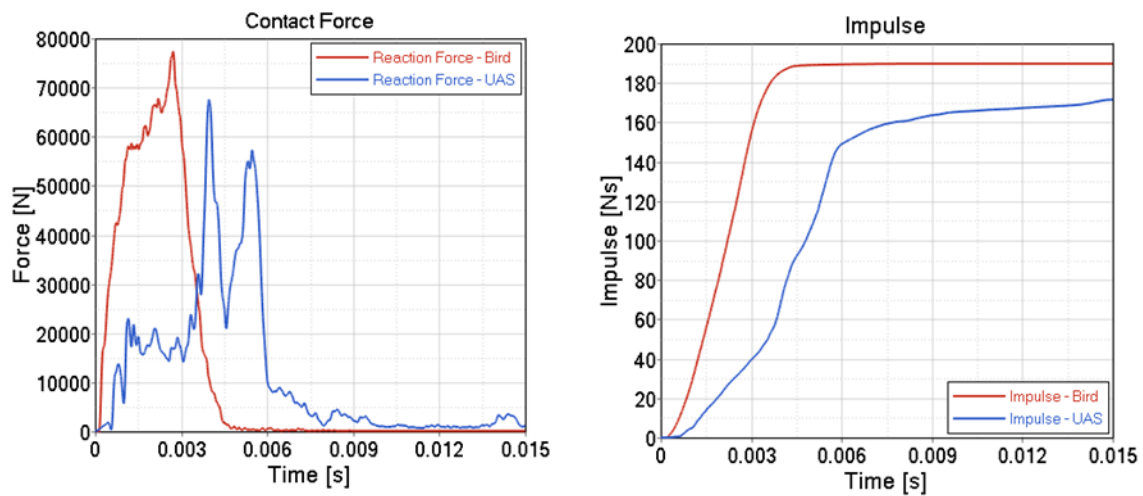 Contact Force
80000
70000
60000
50000
40000
30000
20000
10000
0
Force [N]
Reaction Force - Bird
Reaction Force - UAS
0 0.003 0.006 0.009 0.012 0.015
Time [s]
Impulse
200
180
160
140
120
100
80
60
40
20
0
Impulse [Ns]
Impulse - Bird
Impulse - UAS
0 0.003 0.006 0.009 0.012 0.015
Time [s]